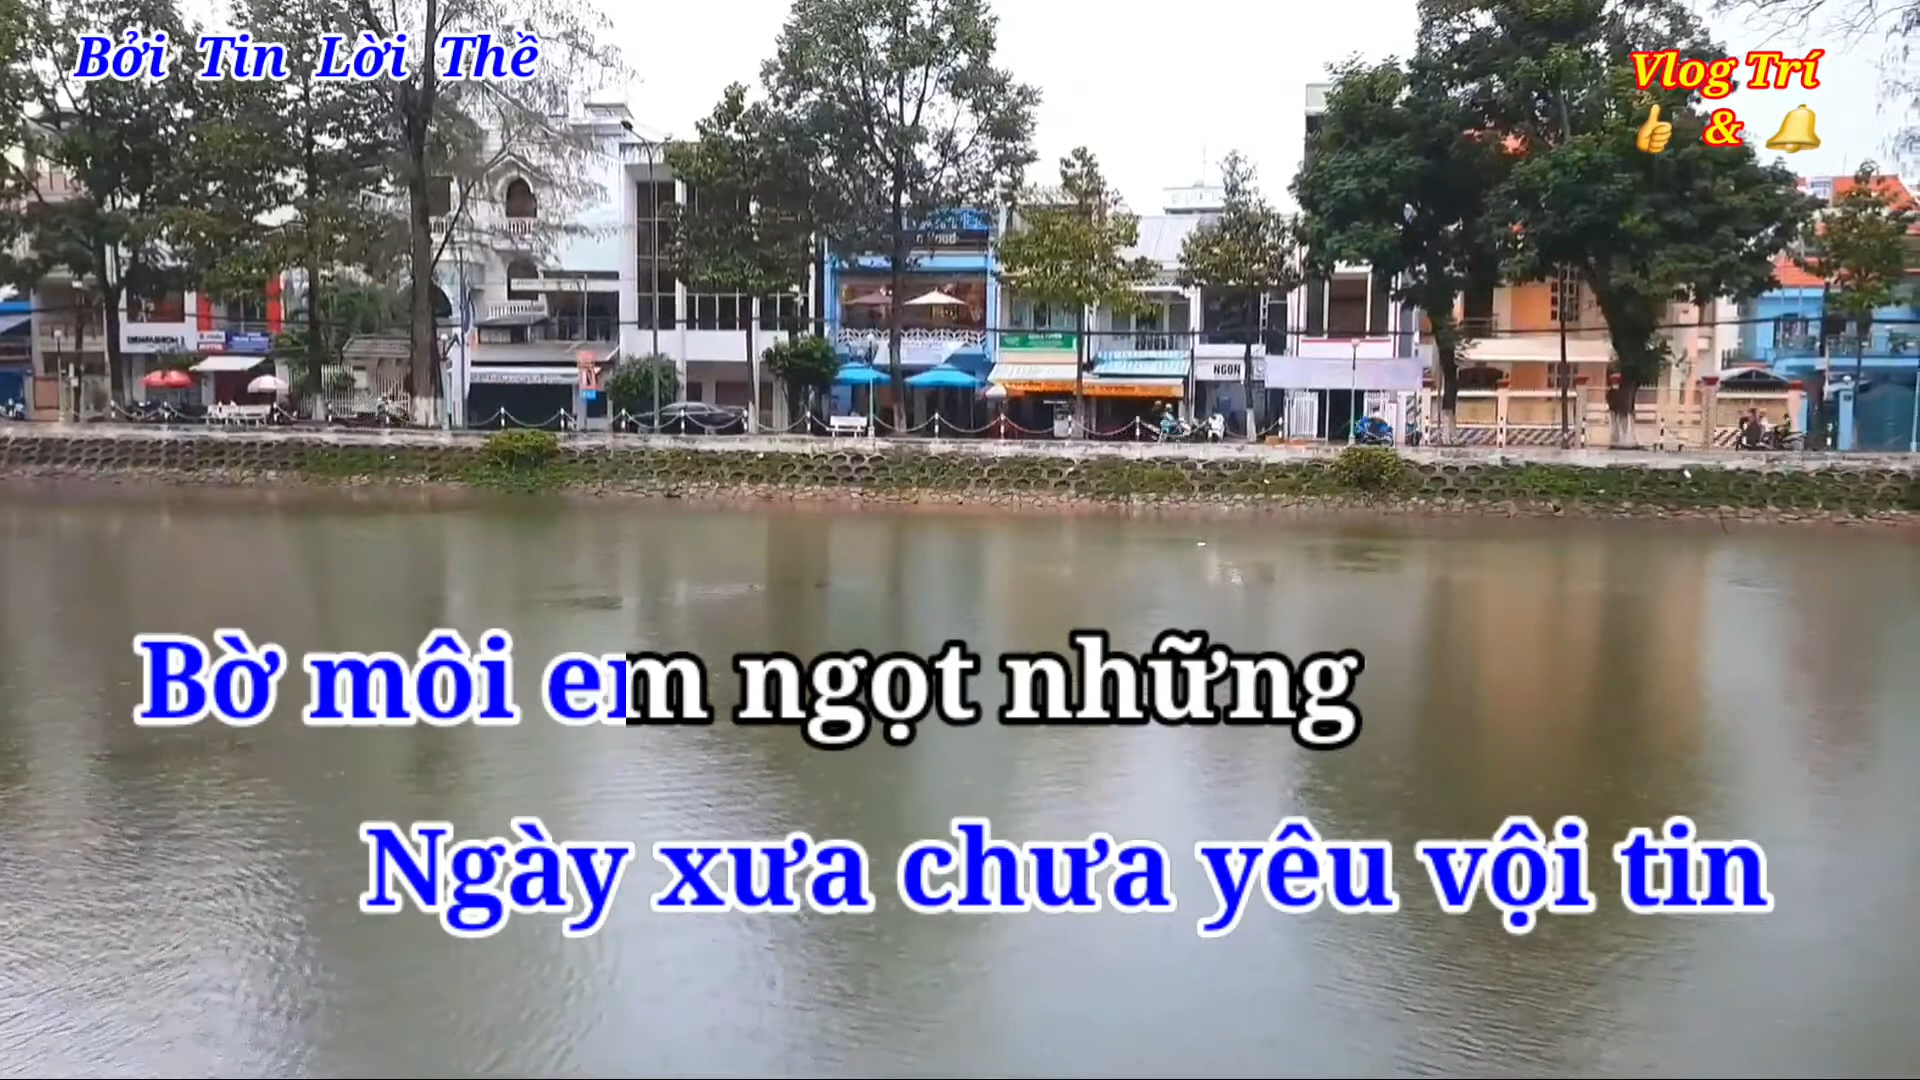 Bởi Tin Lời Thề
Vlog Trí
👍 & 🔔
NGON
Bờ môi em ngọt những
Ngày xưa chưa yêu vội tin